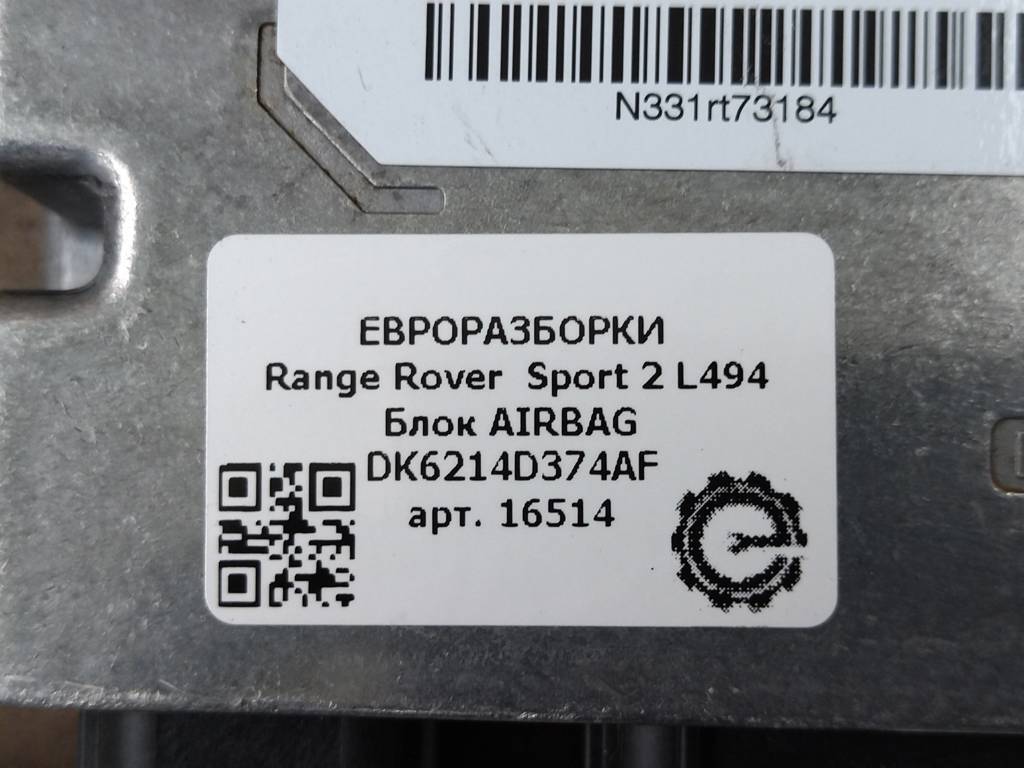 N331rt73184
ЕВРОРАЗБОРКИ
Range Rover Sport 2 L494
Блок AIRBAG
DK6214D374AF
арт. 16514